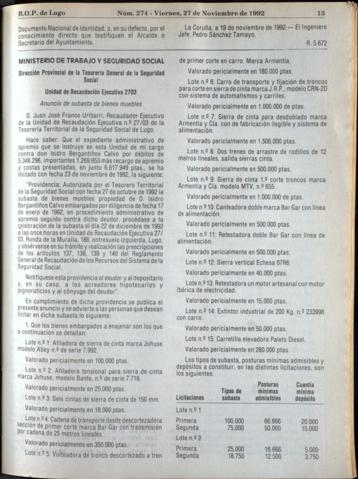 B.O.P. de Lugo
Núm. 274 - Viernes, 27 de Noviembre de 1992
15
Documento Nacional de Identidad, o, en su defecto, por el
conocimiento directo que testifiquen el Alcalde o
Secretario del Ayuntamiento.
MINISTERIO DE TRABAJO Y SEGURIDAD SOCIAL
Dirección Provincial de la Tesorería General de la Seguridad
Social
Unidad de Recaudación Ejecutiva 2703
Anuncio de subasta de bienes muebles
D. Juan José Franco Uribarri, Recaudador Ejecutivo
de la Unidad de Recaudación Ejecutiva n.º 27/03 de la
Tesorería Territorial de la Seguridad Social de Lugo.
Hace saber: Que el expediente administrativo de
apremio que se instruye en esta Unidad de mi cargo
contra don Isidro Bergantiños Calvo por débitos de
5.348.296, importantes 1.269.653 más recargo de apremio
y costas presentadas, en junto 6.617.949 ptas., se ha
dictado con fecha 23 de noviembre de 1992, la siguiente:
"Providencia: Autorizada por el Tesorero Territorial
de la Seguridad Social con fecha 27 de octubre de 1992 la
subasta de bienes muebles propiedad de D. Isidro
Bergantiños Calvo embargados por diligencia de fecha 17
de enero de 1992, en procedimiento administrativo de
apremio seguido contra dicho deudor, procédase a la
celebración de la subasta el día 22 de diciembre de 1992
a las once horas en Unidad de Recaudación Ejecutiva 27/
03, Ronda de la Muralla, 188, entresuelo izquierda, Lugo,
y obsérvense en su trámite y realización las prescripciones
de los artículos 137, 138, 139 y 140 del Reglamento
General de Recaudación de los Recursos del Sistema de la
Seguridad Social.
Notifíquese esta providencia al deudor y al depositario
y, en su caso, a los acreedores hipotecarios y
pignoraticios y al cónyuge del deudor".
En cumplimiento de dicha providencia se publica el
presente anuncio y se advierte a las personas que desean
licitar en dicha subasta lo siguiente:
1. Que los bienes embargados a enajenar son los que
a continuación se detallan:
Lote n.º 1: Afiladora de sierra de cinta marca Johuse
modelo Abey n.º de serie 7.992.
Valorado pericialmente en 100.000 ptas.
Lote n.º 2: Afiladora tensional para sierra de cinta
marca Johuse, modelo Bante, n.º de serie 7.718.
Valorado pericialmente en 25.000 ptas.
Lote n.º 3: Seis cintas de sierra de cinta de 150 mm.
Valorado pericialmente en 18.000 ptas.
Lote n.º 4: Cadena de transporte desde descortezadora
sección de primer corte marca Bar Gar con transmisión
por cadena de 25 metros lineales.
Valorado pericialmente en 350.000 ptas.
Lote n.º 5: Volteadora de tronco descortezado a tren
La Coruña, a 19 de noviembre de 1992.— El Ingeniero
Jefe, Pedro Sánchez Tamayo.
R. 5.672
de primer corte en carro. Marca Armentia.
Valorado pericialmente en 180.000 ptas.
Lote n.º 6: Carro de transporte y fijación de troncos
para corte en sierra de cinta marca J.R.P., modelo CRN-2D
con sistema de automatismos y carriles.
Valorado pericialmente en 1.000.000 de ptas.
Lote n.º 7: Sierra de cinta para desdoblado marca
Armentia y Cía. con de fabricación ilegible y sistema de
alimentación.
Valorado pericialmente en 1.500.000 ptas.
Lote n.º 8: Dos trenes de arrastre de rodillos de 12
metros lineales, salida sierras cinta.
Valorado pericialmente en 500.000 ptas.
Lote n.º 9: Sierra de cinta 1.º corte troncos marca
Armentia y Cía. modelo MTV, n.º 655.
Valorado pericialmente en 1.000.000 de ptas.
Lote n.º 10: Canteadora doble marca Bar Gar con línea
de alimentación.
Valorado pericialmente en 500.000 ptas.
Lote n.º 11: Retestadora doble Bar Gar con línea de
alimentación.
Valorado pericialmente en 500.000 ptas.
Lote n.º 12: Sierra vertical Echesa 0796.
Valorado pericialmente en 40.000 ptas.
Lote n.º 13: Retestadora un motor artesanal con motor
Ibérica de electricidad.
Valorado pericialmente en 15.000 ptas.
Lote n.º 14: Extintor industrial de 200 Kg. n.º 233998
con carro.
Valorado pericialmente en 50.000 ptas.
Lote n.º 15: Carretilla elevadora Palets Diesel.
Valorado pericialmente en 280.000 ptas.
Los tipos de subasta, posturas mínimas admisibles y
depósitos a constituir, en las distintas licitaciones, son
los siguientes:
Licitaciones Tipos de subasta Posturas mínimas admisibles Cuantía mínima depósito
Lote n.º 1
Primera 100.000 66.666 20.000
Segunda 75.000 50.000 15.000
Lote n.º 2
Primera 25.000 16.666 5.000
Segunda 18.750 12.500 3.750